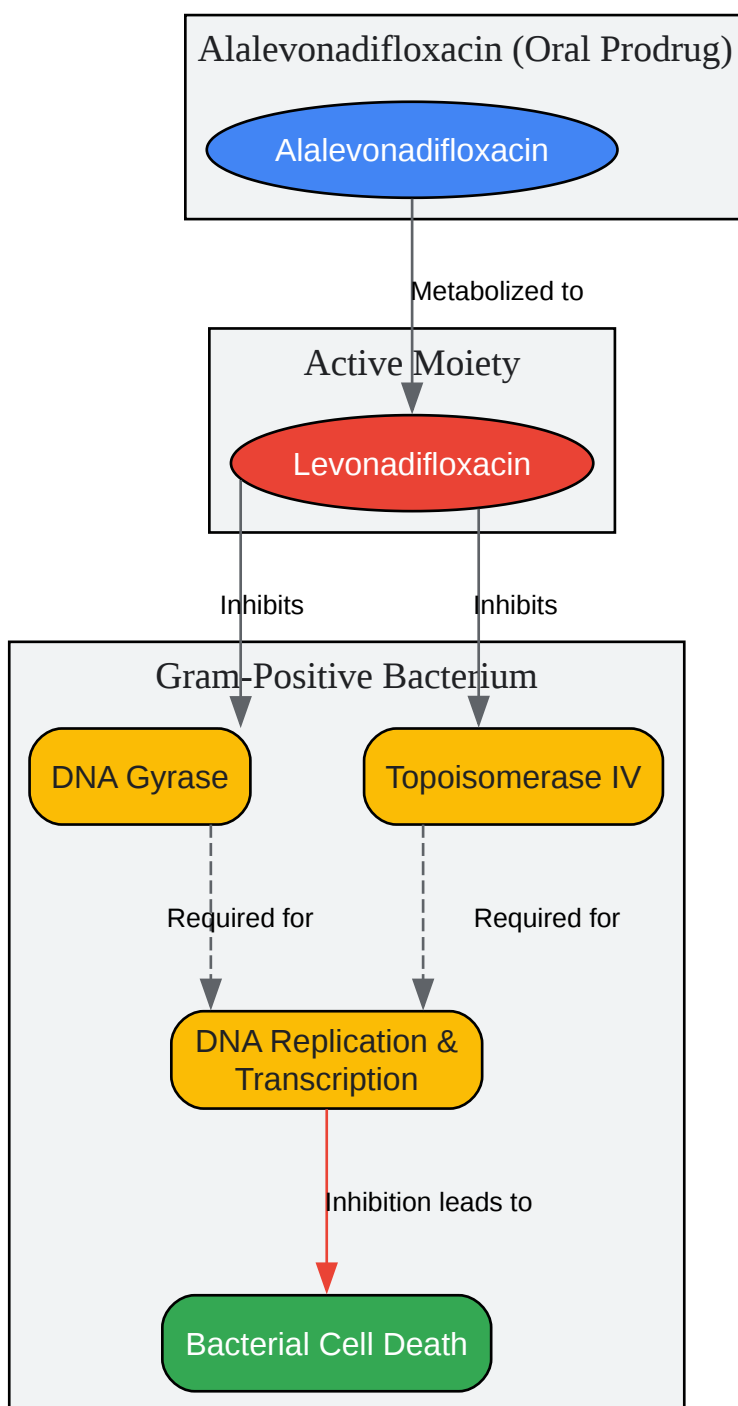 Alalevonadifloxacin (Oral Prodrug)
Alalevonadifloxacin
Metabolized to
Active Moiety
Levonadifloxacin
Inhibits
Inhibits
Gram-Positive Bacterium
DNA Gyrase
Topoisomerase IV
Required for
Required for
DNA Replication &
Transcription
Inhibition leads to
Bacterial Cell Death